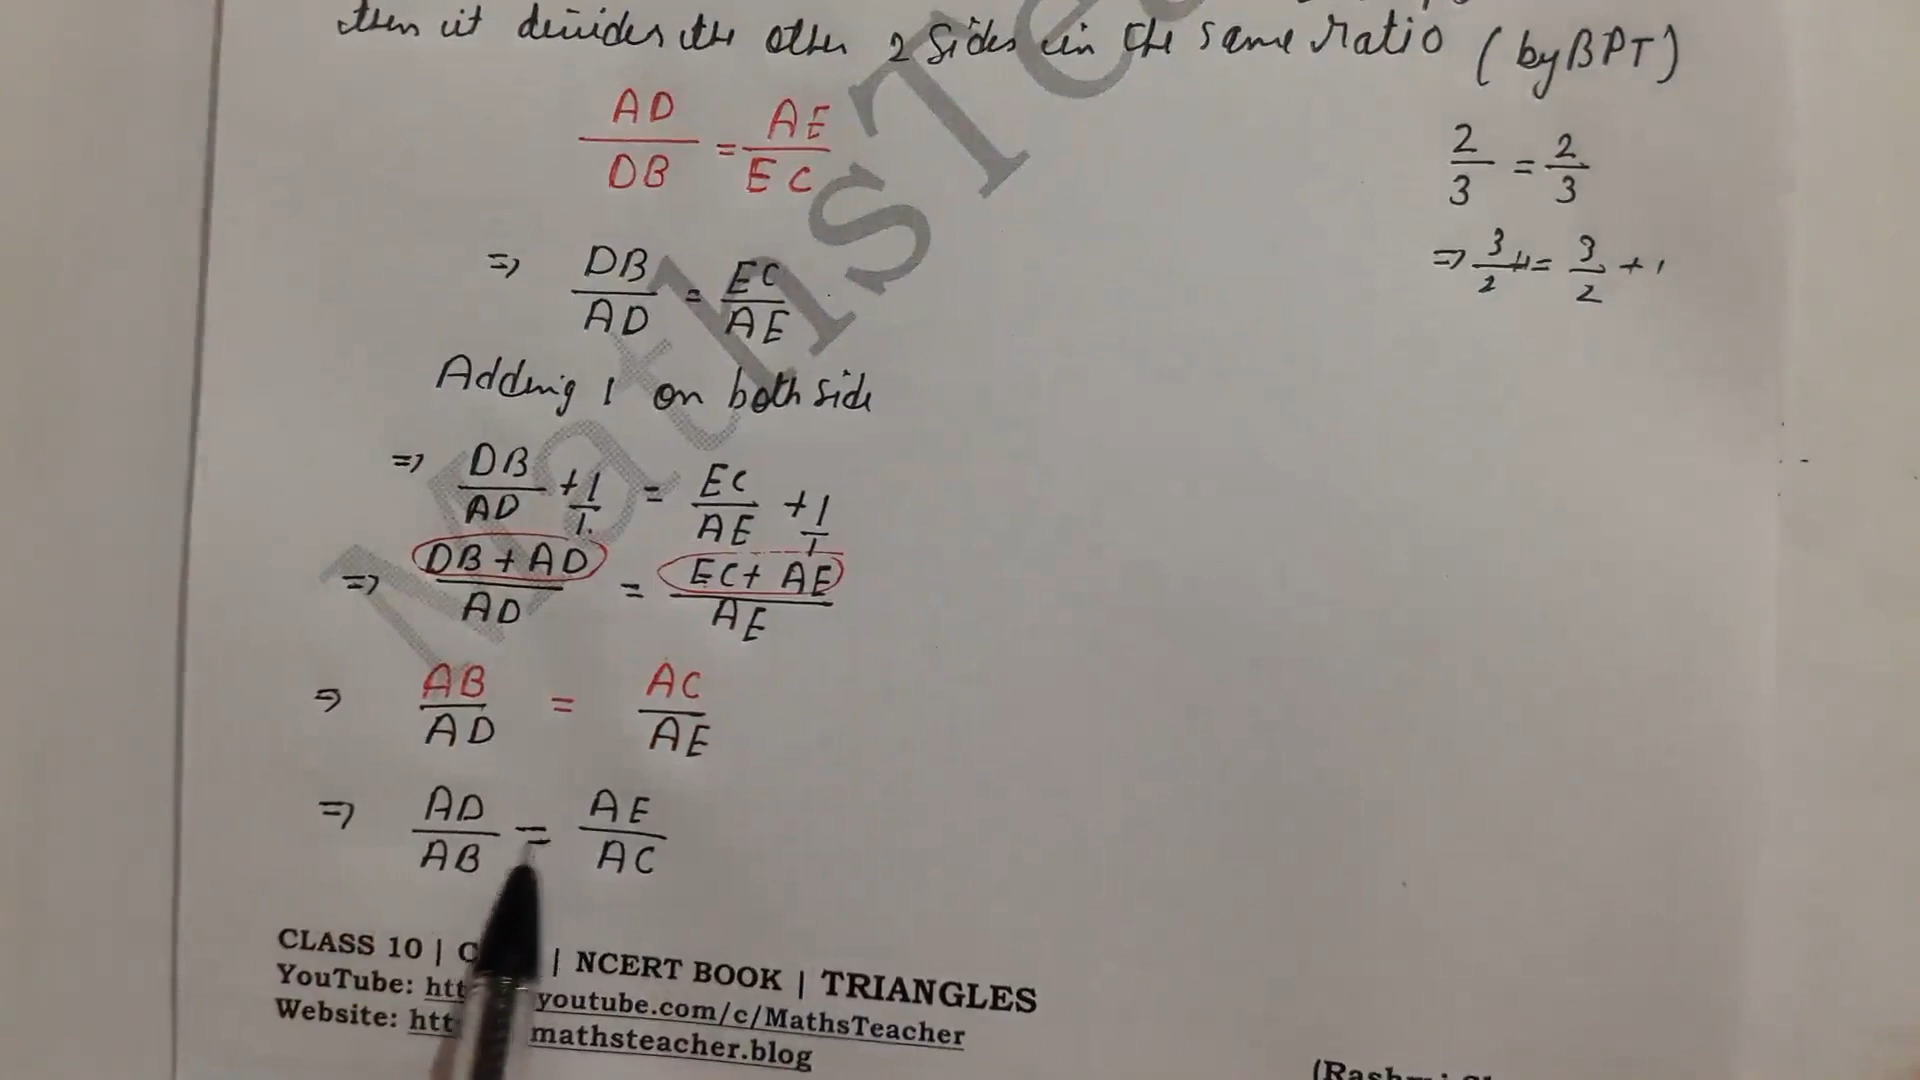 then it divides the other 2 sides in the same ratio (by BPT)
AD/DB = AE/EC
2/3 = 2/3
=> DB/AD = EC/AE
=> 3/2 +1 = 3/2 + 1
Adding 1 on both side
=> DB/AD + 1/1 = EC/AE + 1/1
=> DB + AD/AD = EC + AE/AE
=> AB/AD = AC/AE
=> AD/AB = AE/AC
CLASS 10 | C | NCERT BOOK | TRIANGLES
YouTube: htt youtube.com/c/MathsTeacher
Website: htt mathsteacher.blog